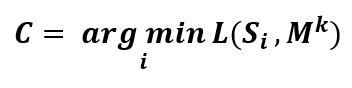 C = arg min L(Sᵢ, Mᵏ)
i